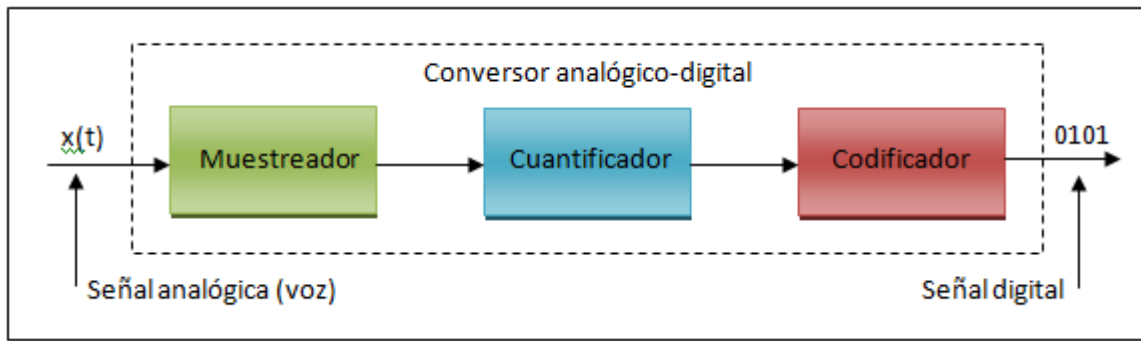 Conversor analógico-digital
x(t)
Muestreador
Cuantificador
Codificador
0101
Señal analógica (voz)
Señal digital